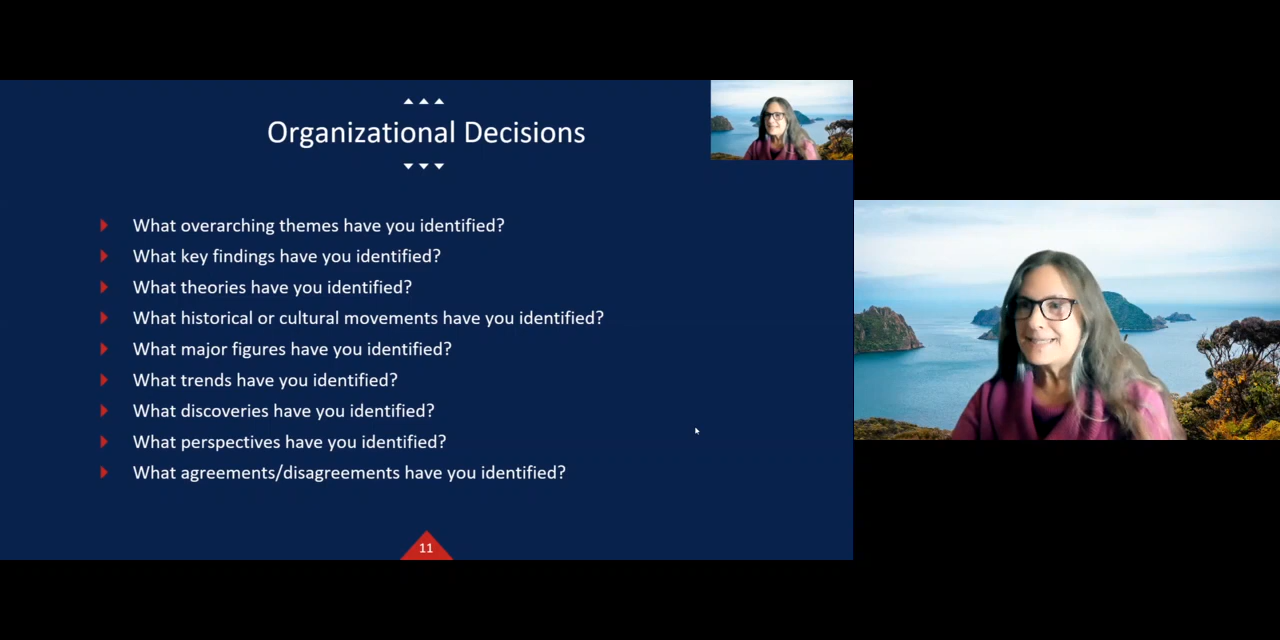 Organizational Decisions
What overarching themes have you identified?
What key findings have you identified?
What theories have you identified?
What historical or cultural movements have you identified?
What major figures have you identified?
What trends have you identified?
What discoveries have you identified?
What perspectives have you identified?
What agreements/disagreements have you identified?
11